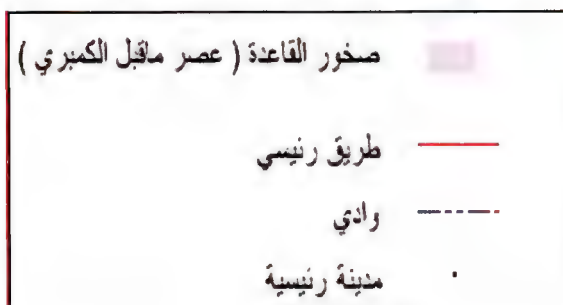 صخور القاعدة ( عصر ماقبل الكمبري )
طريق رئيسي
وادي
مدينة رئيسية